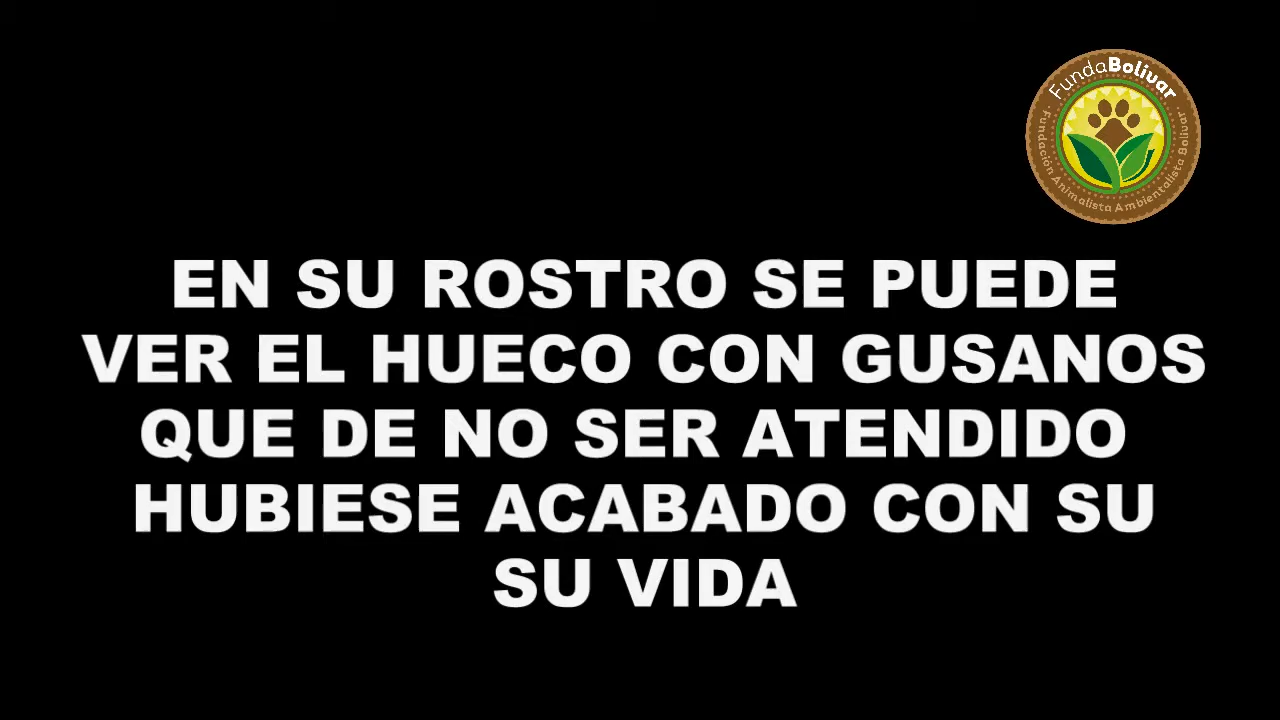 FundaBolivar
Fundación Animalista Ambientalista Bolivar
EN SU ROSTRO SE PUEDE
VER EL HUECO CON GUSANOS
QUE DE NO SER ATENDIDO
HUBIESE ACABADO CON SU
SU VIDA